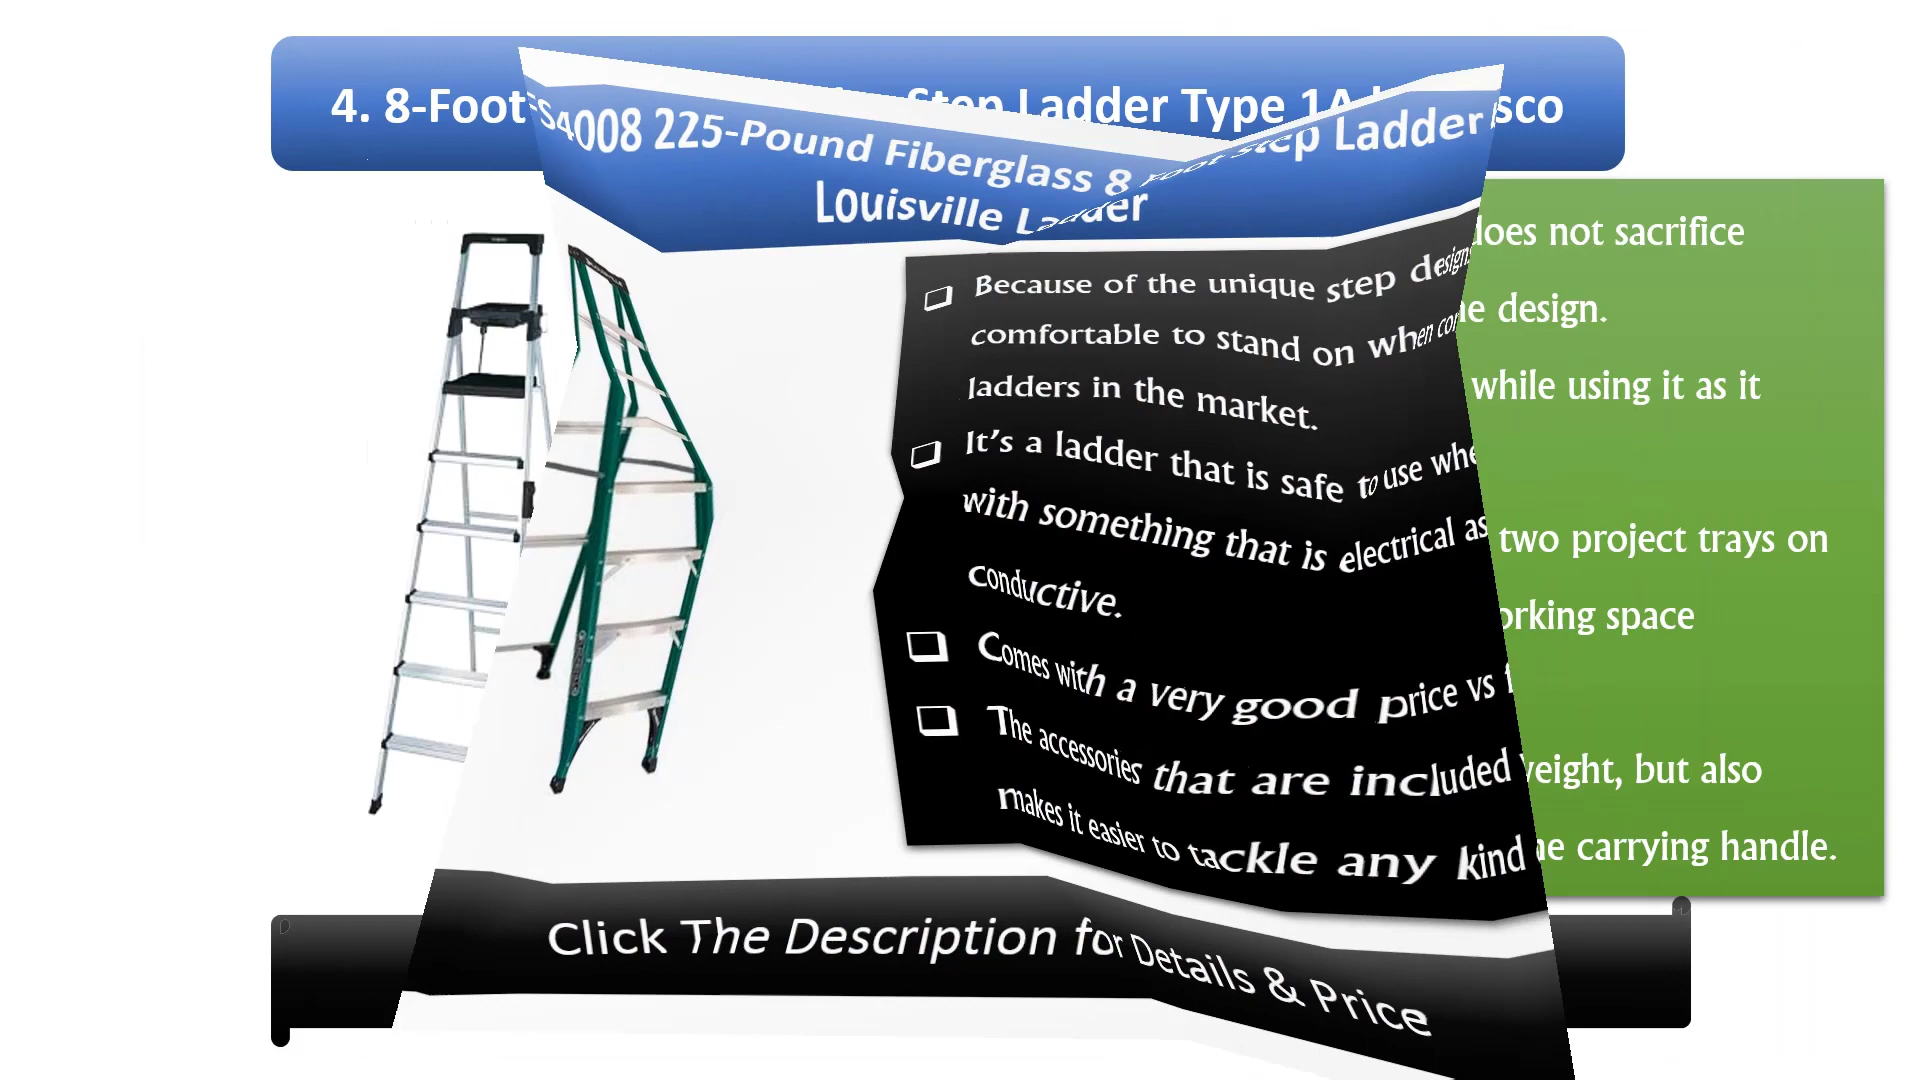 4. 8-Foot Step Ladder Type 1A sco
FS4008 225-Pound Fiberglass 8 Foot Step Ladder
Louisville Ladder
Because of the unique step designs
comfortable to stand on when
ladders in the market.
It's a ladder that is safe to use
with something that is electrical as
conductive.
Comes with a very good price vs
The accessories that are included
makes it easier to tackle any kind
does not sacrifice
design.
while using it as it
two project trays on
working space
weight, but also
carrying handle.
Click The Description for Details & Price